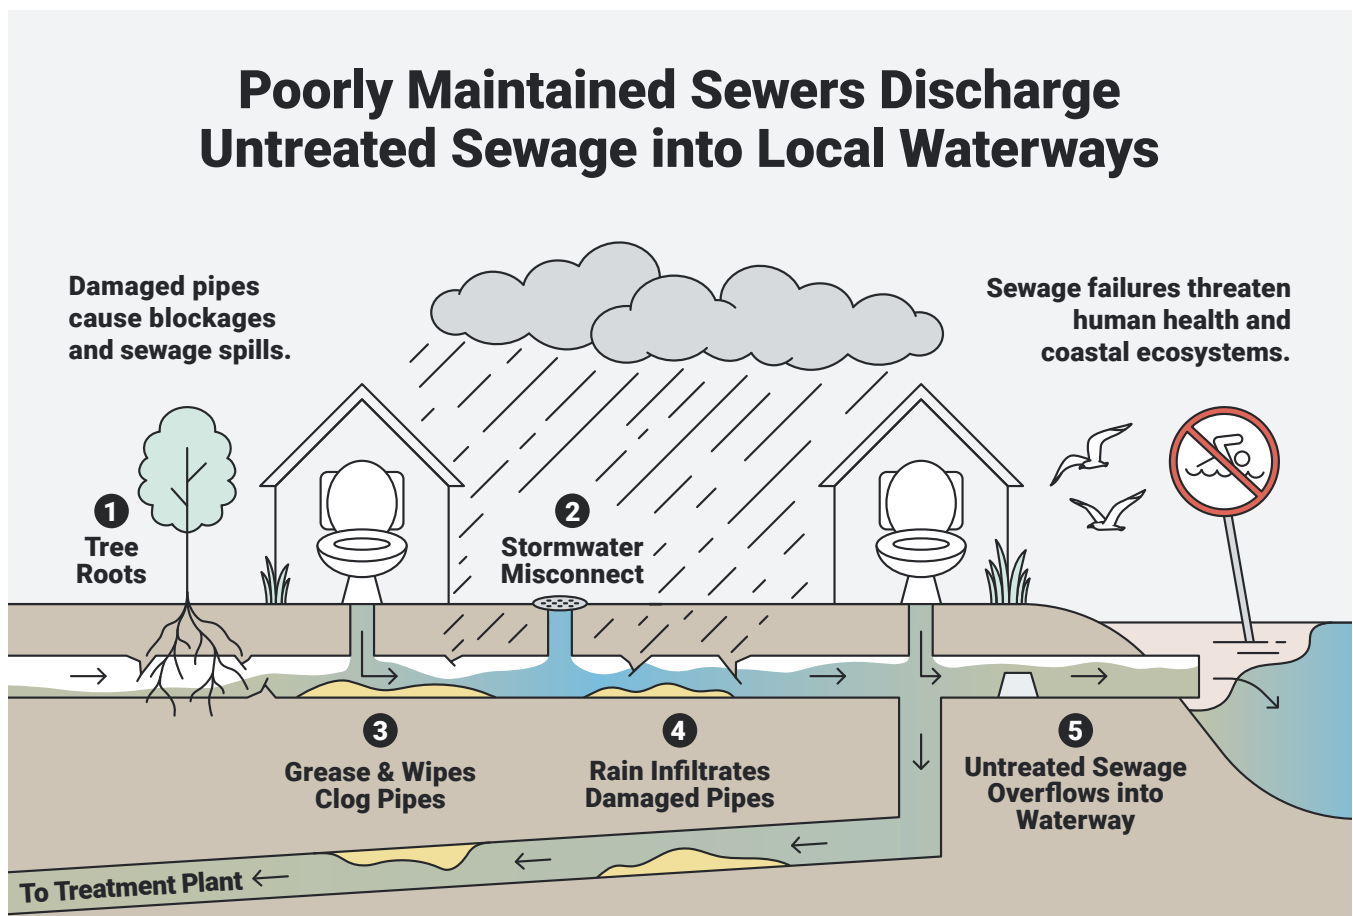 Poorly Maintained Sewers Discharge
Untreated Sewage into Local Waterways
Damaged pipes
cause blockages
and sewage spills.
Sewage failures threaten
human health and
coastal ecosystems.
1
Tree
Roots
2
Stormwater
Misconnect
3
Grease & Wipes
Clog Pipes
4
Rain Infiltrates
Damaged Pipes
5
Untreated Sewage
Overflows into
Waterway
To Treatment Plant